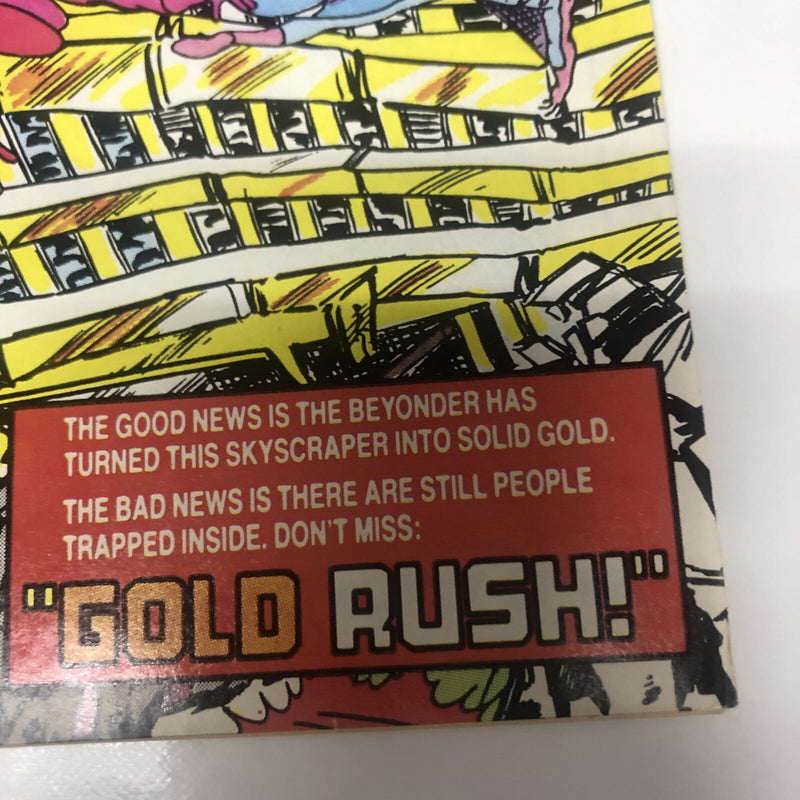 THE GOOD NEWS IS THE BEYONDER HAS
TURNED THIS SKYSCRAPER INTO SOLID GOLD.
THE BAD NEWS IS THERE ARE STILL PEOPLE
TRAPPED INSIDE. DON'T MISS:
"GOLD RUSH!"